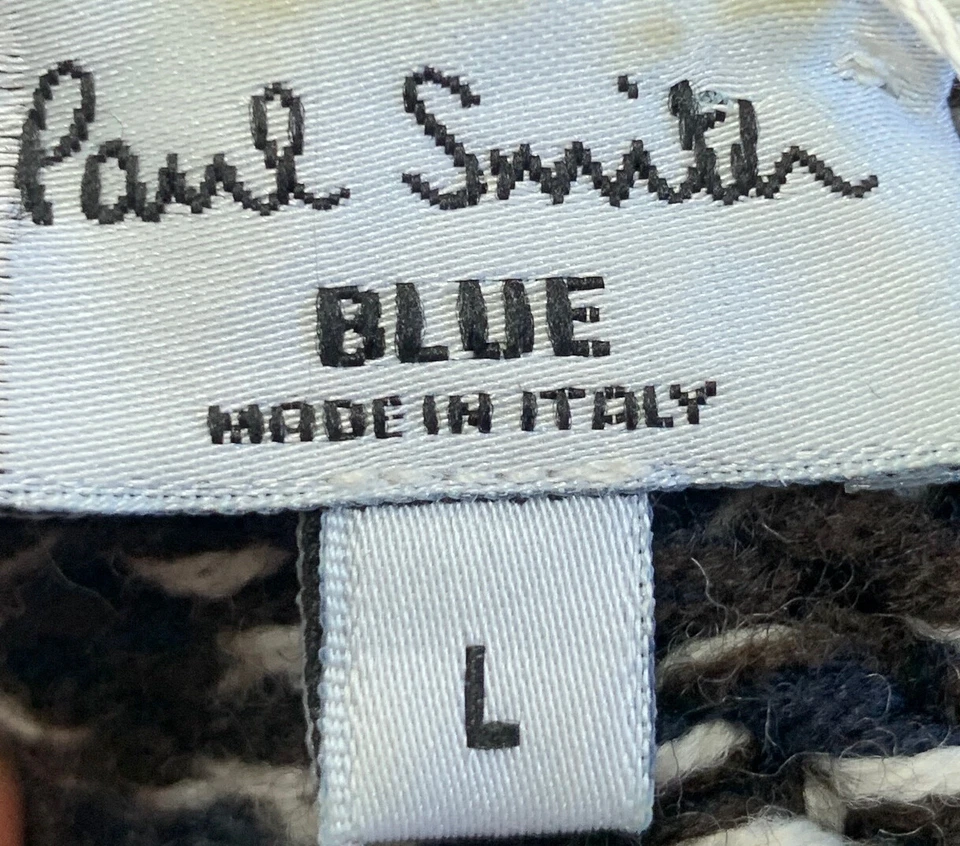 Paul Smith
BLUE
MADE IN ITALY
L